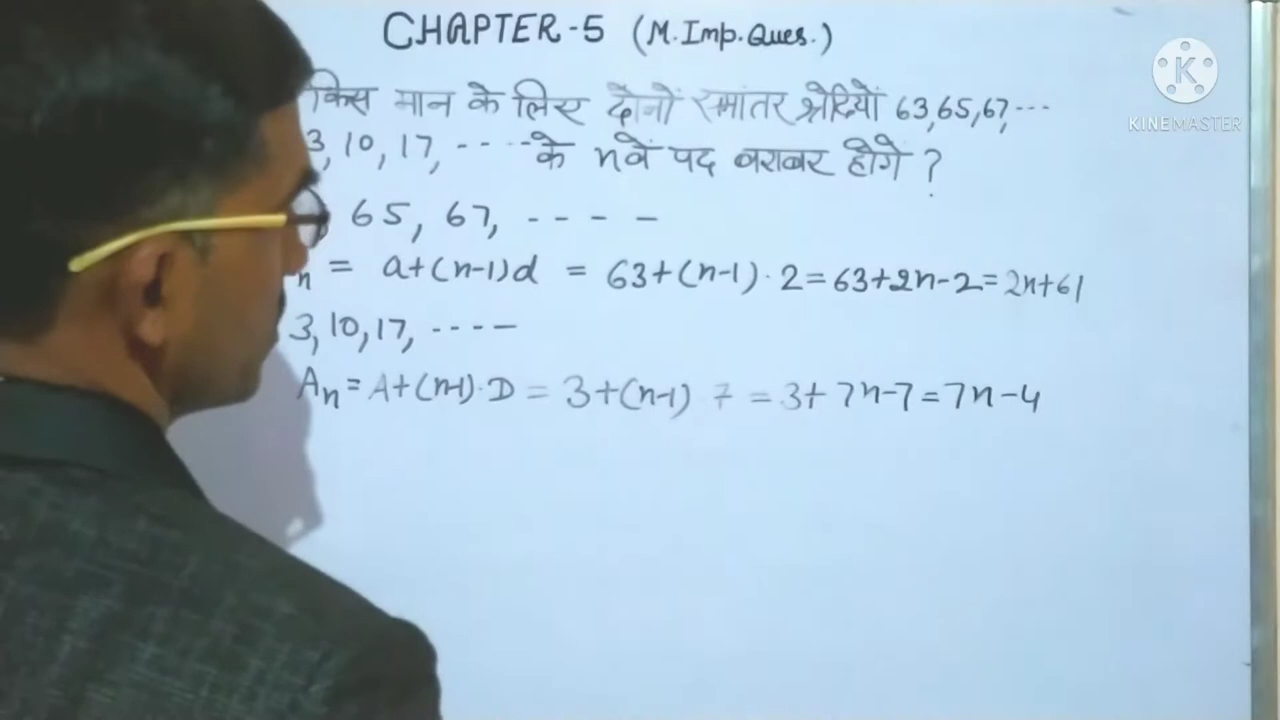 CHAPTER-5 (M.Imp.Ques.)
किस मान के लिए दोनों समांतर श्रेढियों 63,65,67,---
3, 10, 17, ---- के nवें पद बराबर होंगे ?
65, 67, ----
n = a+(n-1)d = 63+(n-1)·2=63+2n-2=2n+61
3,10,17, ----
An = A+(n-1)·D = 3+(n-1) 7 = 3+7n-7=7n-4
K
KINEMASTER